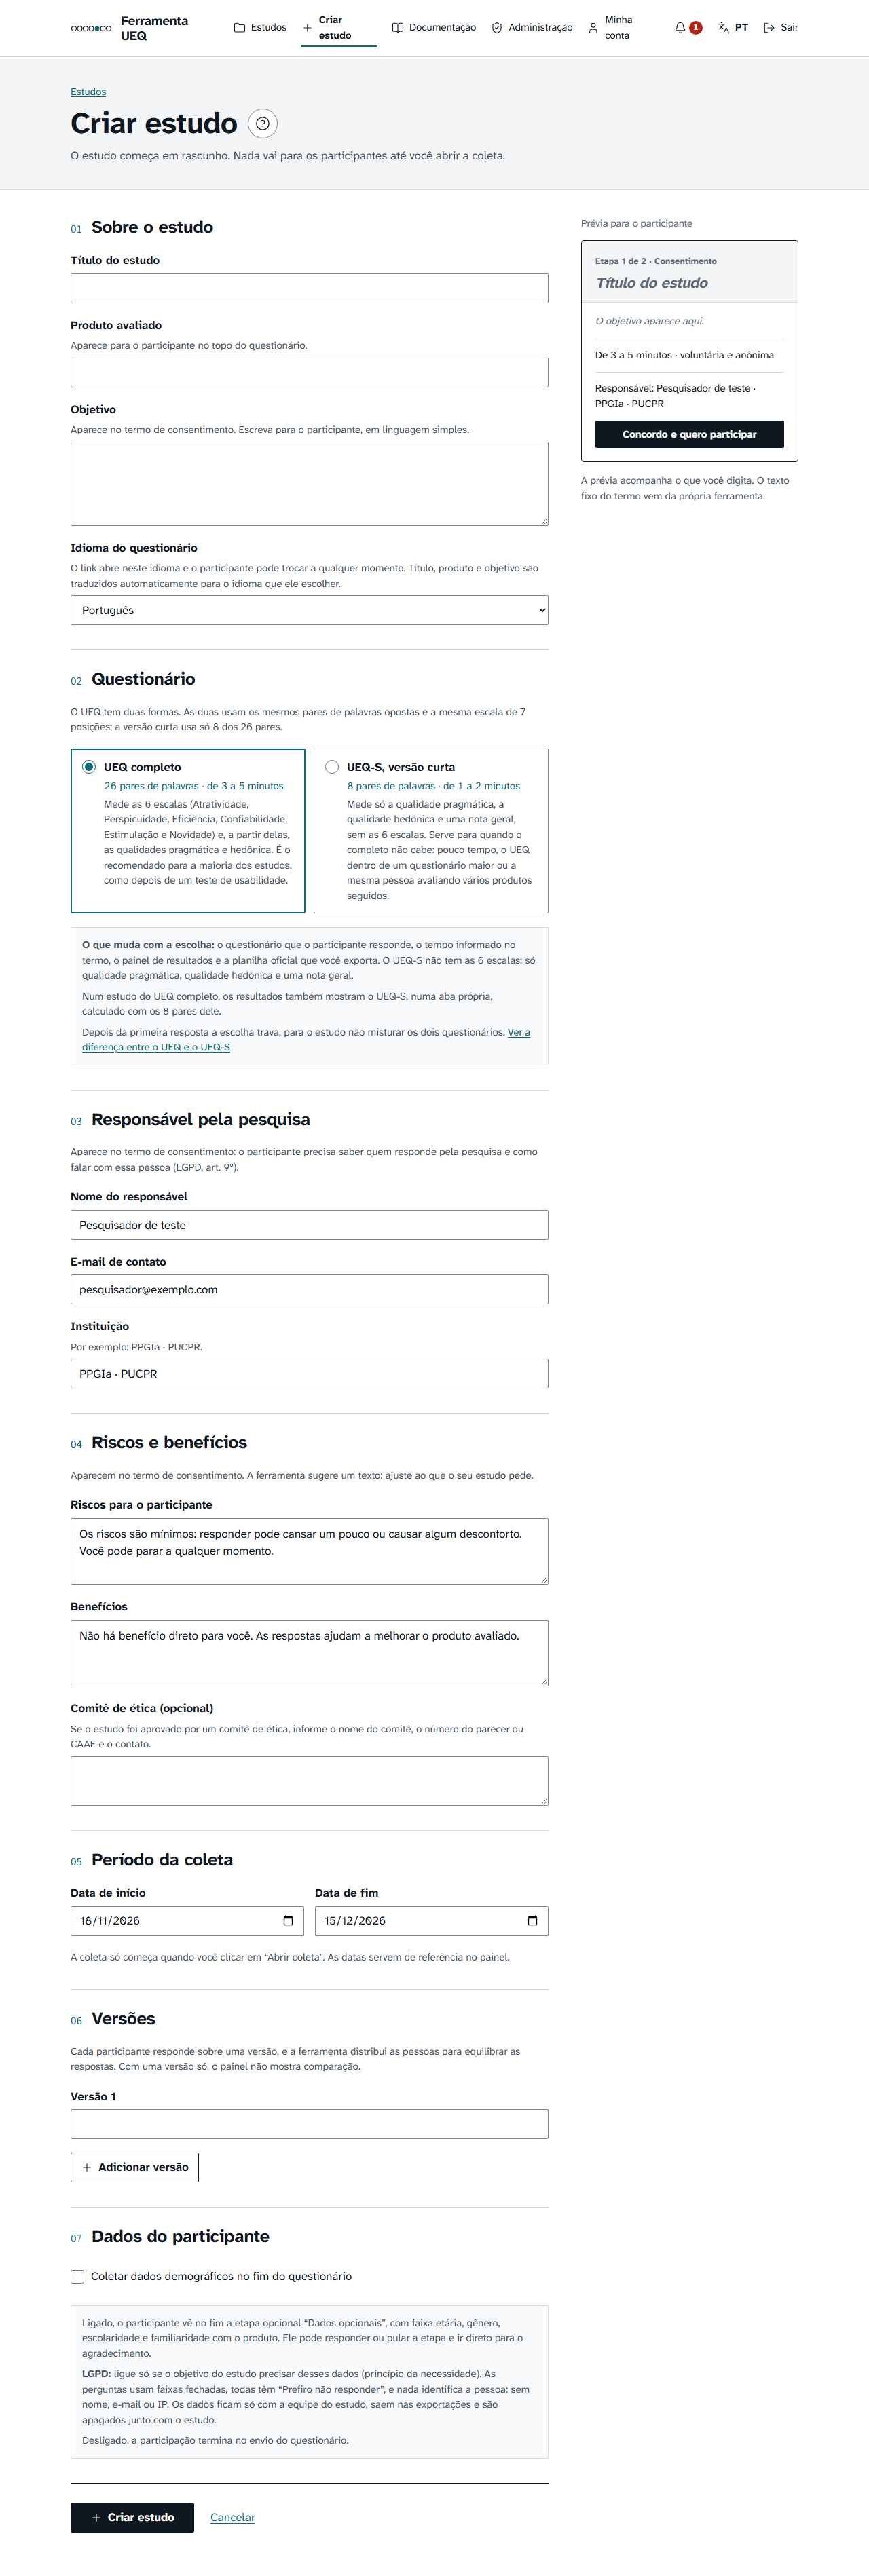 Ferramenta
UEQ
Estudos
Criar
estudo
Documentação
Administração
Minha
conta
1
PT
Sair
Estudos
Criar estudo
O estudo começa em rascunho. Nada vai para os participantes até você abrir a coleta.
01 Sobre o estudo
Título do estudo
Produto avaliado
Aparece para o participante no topo do questionário.
Objetivo
Aparece no termo de consentimento. Escreva para o participante, em linguagem simples.
Idioma do questionário
O link abre neste idioma e o participante pode trocar a qualquer momento. Título, produto e objetivo são
traduzidos automaticamente para o idioma que ele escolher.
Português
Prévia para o participante
Etapa 1 de 2 · Consentimento
Título do estudo
O objetivo aparece aqui.
De 3 a 5 minutos · voluntária e anônima
Responsável: Pesquisador de teste ·
PPGIa · PUCPR
Concordo e quero participar
A prévia acompanha o que você digita. O texto
fixo do termo vem da própria ferramenta.
02 Questionário
O UEQ tem duas formas. As duas usam os mesmos pares de palavras opostas e a mesma escala de 7
posições; a versão curta usa só 8 dos 26 pares.
UEQ completo
26 pares de palavras · de 3 a 5 minutos
Mede as 6 escalas (Atratividade,
Perspicuidade, Eficiência, Confiabilidade,
Estimulação e Novidade) e, a partir delas,
as qualidades pragmática e hedônica. É o
recomendado para a maioria dos estudos,
como depois de um teste de usabilidade.
UEQ-S, versão curta
8 pares de palavras · de 1 a 2 minutos
Mede só a qualidade pragmática, a
qualidade hedônica e uma nota geral,
sem as 6 escalas. Serve para quando o
completo não cabe: pouco tempo, o UEQ
dentro de um questionário maior ou a
mesma pessoa avaliando vários produtos
seguidos.
O que muda com a escolha: o questionário que o participante responde, o tempo informado no
termo, o painel de resultados e a planilha oficial que você exporta. O UEQ-S não tem as 6 escalas: só
qualidade pragmática, qualidade hedônica e uma nota geral.
Num estudo do UEQ completo, os resultados também mostram o UEQ-S, numa aba própria,
calculado com os 8 pares dele.
Depois da primeira resposta a escolha trava, para o estudo não misturar os dois questionários. Ver a
diferença entre o UEQ e o UEQ-S
03 Responsável pela pesquisa
Aparece no termo de consentimento: o participante precisa saber quem responde pela pesquisa e como
falar com essa pessoa (LGPD, art. 9º).
Nome do responsável
Pesquisador de teste
E-mail de contato
pesquisador@exemplo.com
Instituição
Por exemplo: PPGIa · PUCPR.
PPGIa · PUCPR
04 Riscos e benefícios
Aparecem no termo de consentimento. A ferramenta sugere um texto: ajuste ao que o seu estudo pede.
Riscos para o participante
Os riscos são mínimos: responder pode cansar um pouco ou causar algum desconforto.
Você pode parar a qualquer momento.
Benefícios
Não há benefício direto para você. As respostas ajudam a melhorar o produto avaliado.
Comitê de ética (opcional)
Se o estudo foi aprovado por um comitê de ética, informe o nome do comitê, o número do parecer ou
CAAE e o contato.
05 Período da coleta
Data de início
Data de fim
18/11/2026
15/12/2026
A coleta só começa quando você clicar em “Abrir coleta”. As datas servem de referência no painel.
06 Versões
Cada participante responde sobre uma versão, e a ferramenta distribui as pessoas para equilibrar as
respostas. Com uma versão só, o painel não mostra comparação.
Versão 1
Adicionar versão
07 Dados do participante
Coletar dados demográficos no fim do questionário
Ligado, o participante vê no fim a etapa opcional “Dados opcionais”, com faixa etária, gênero,
escolaridade e familiaridade com o produto. Ele pode responder ou pular a etapa e ir direto para o
agradecimento.
LGPD: ligue só se o objetivo do estudo precisar desses dados (princípio da necessidade). As
perguntas usam faixas fechadas, todas têm “Prefiro não responder”, e nada identifica a pessoa: sem
nome, e-mail ou IP. Os dados ficam só com a equipe do estudo, saem nas exportações e são
apagados junto com o estudo.
Desligado, a participação termina no envio do questionário.
Criar estudo
Cancelar